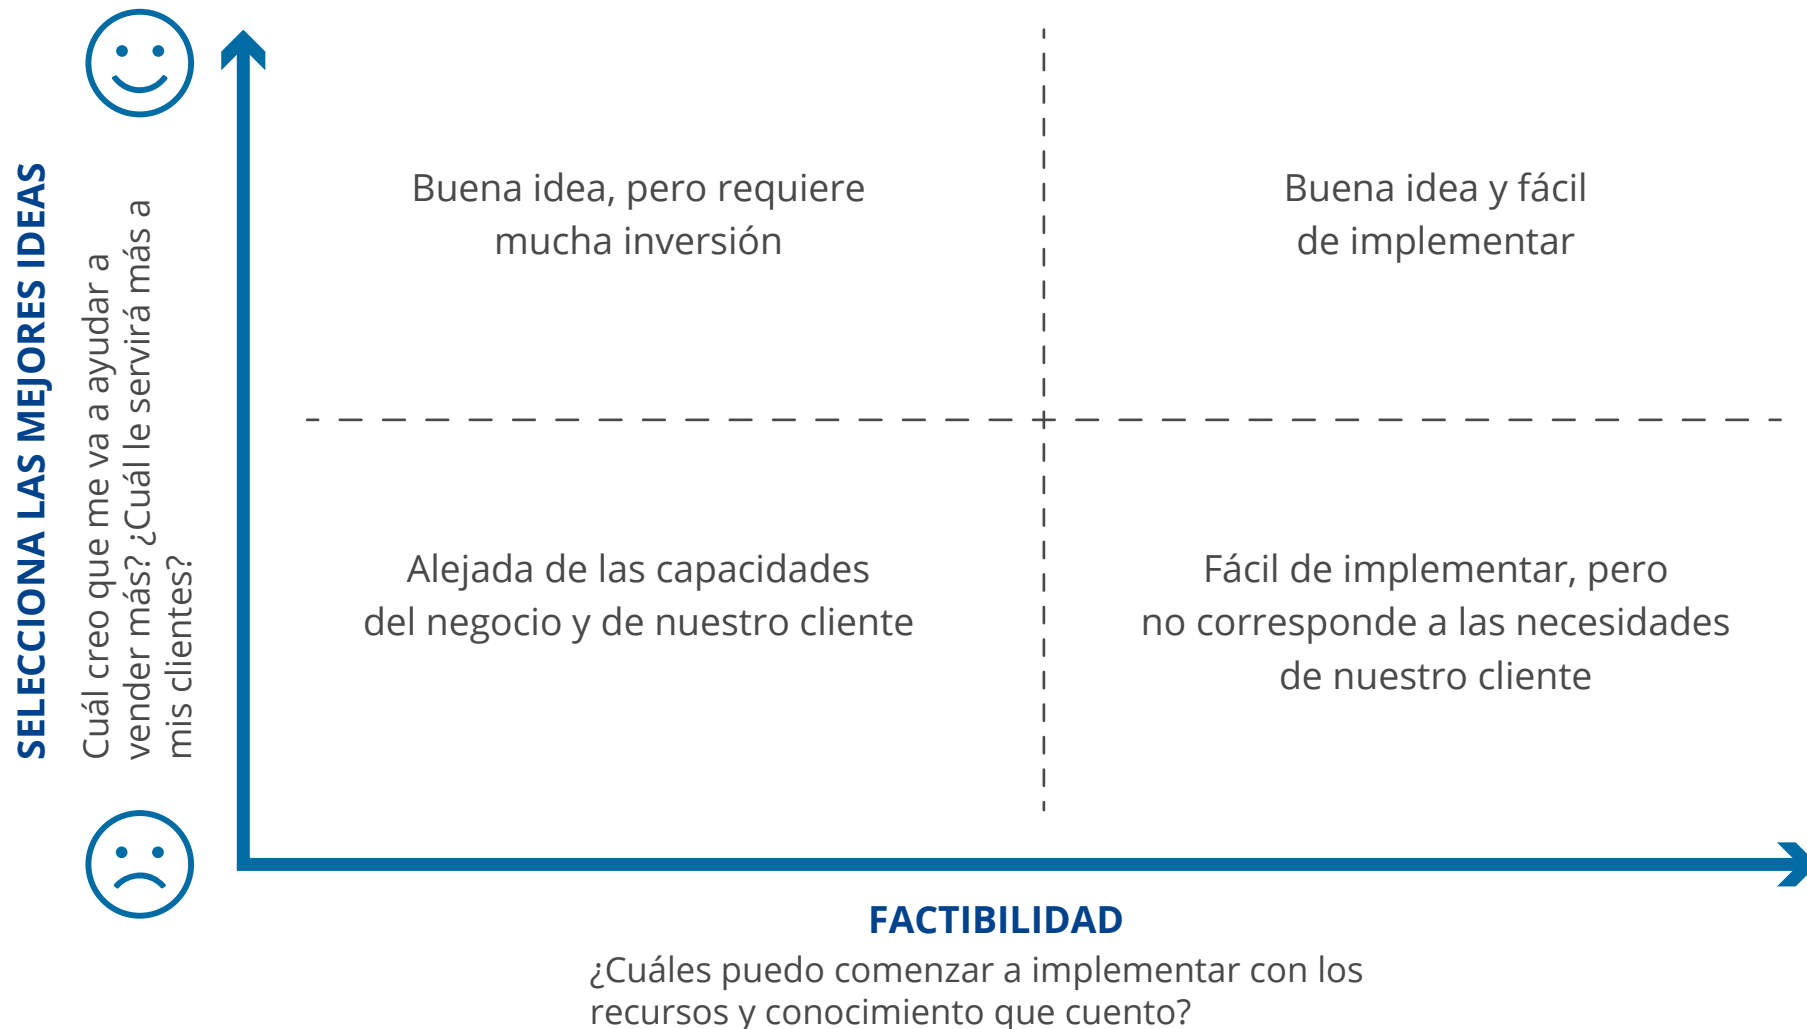 SELECCIONA LAS MEJORES IDEAS
Cuál creo que me va a ayudar a
vender más? ¿Cuál le servirá más a
mis clientes?
Buena idea, pero requiere
mucha inversión
Buena idea y fácil
de implementar
Alejada de las capacidades
del negocio y de nuestro cliente
Fácil de implementar, pero
no corresponde a las necesidades
de nuestro cliente
FACTIBILIDAD
¿Cuáles puedo comenzar a implementar con los
recursos y conocimiento que cuento?